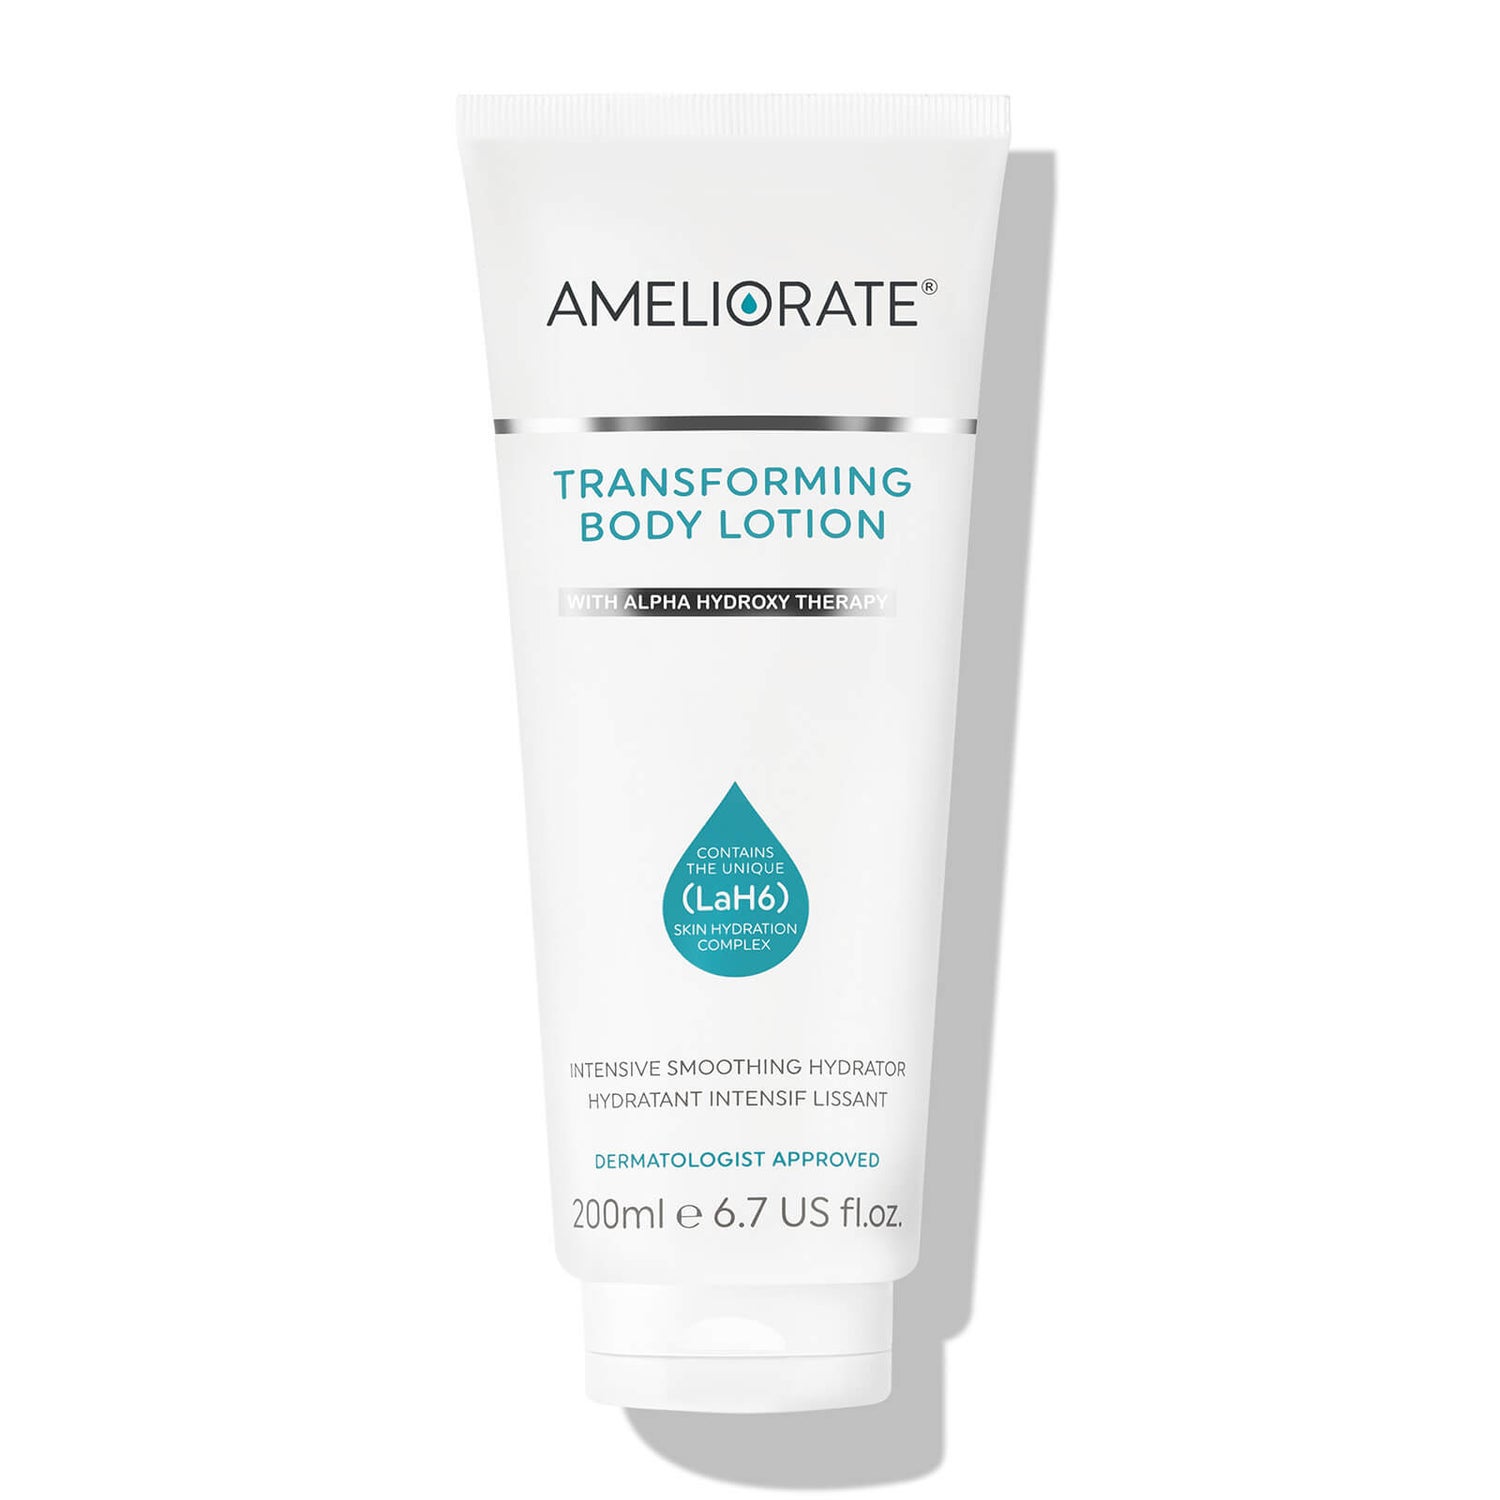 AMELIORATE®
TRANSFORMING
BODY LOTION
WITH ALPHA HYDROXY THERAPY
CONTAINS
THE UNIQUE
(LaH6)
SKIN HYDRATION
COMPLEX
INTENSIVE SMOOTHING HYDRATOR
HYDRATANT INTENSIF LISSANT
DERMATOLOGIST APPROVED
200ml ℮ 6.7 US fl.oz.